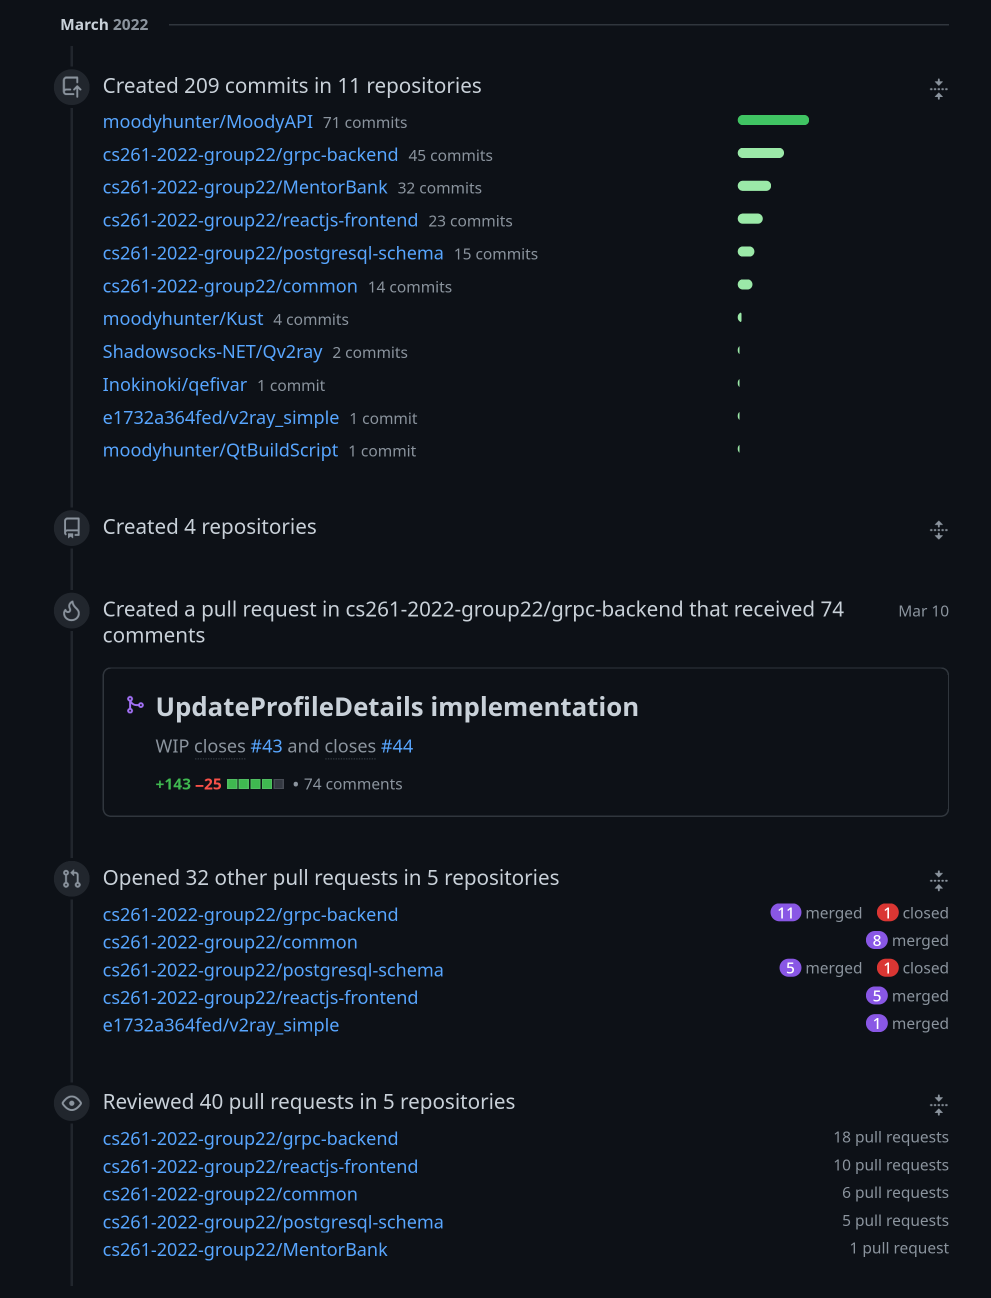 March 2022
Created 209 commits in 11 repositories
moodyhunter/MoodyAPI 71 commits
cs261-2022-group22/grpc-backend 45 commits
cs261-2022-group22/MentorBank 32 commits
cs261-2022-group22/reactjs-frontend 23 commits
cs261-2022-group22/postgresql-schema 15 commits
cs261-2022-group22/common 14 commits
moodyhunter/Kust 4 commits
Shadowsocks-NET/Qv2ray 2 commits
Inokinoki/qefivar 1 commit
e1732a364fed/v2ray_simple 1 commit
moodyhunter/QtBuildScript 1 commit
Created 4 repositories
Created a pull request in cs261-2022-group22/grpc-backend that received 74 Mar 10
comments
UpdateProfileDetails implementation
WIP closes #43 and closes #44
+143 −25 • 74 comments
Opened 32 other pull requests in 5 repositories
cs261-2022-group22/grpc-backend 11 merged 1 closed
cs261-2022-group22/common 8 merged
cs261-2022-group22/postgresql-schema 5 merged 1 closed
cs261-2022-group22/reactjs-frontend 5 merged
e1732a364fed/v2ray_simple 1 merged
Reviewed 40 pull requests in 5 repositories
cs261-2022-group22/grpc-backend 18 pull requests
cs261-2022-group22/reactjs-frontend 10 pull requests
cs261-2022-group22/common 6 pull requests
cs261-2022-group22/postgresql-schema 5 pull requests
cs261-2022-group22/MentorBank 1 pull request